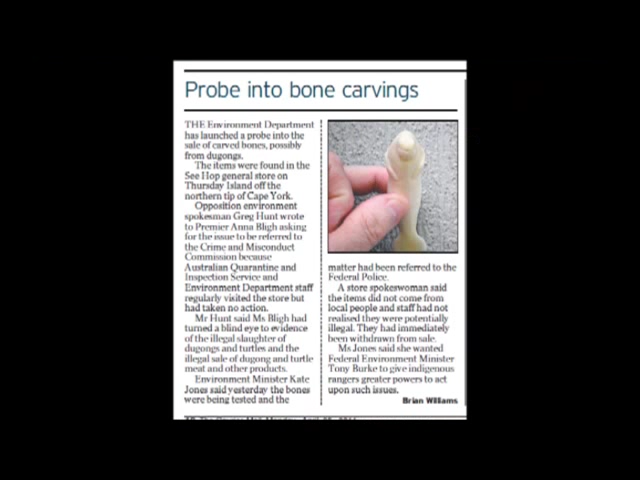 Probe into bone carvings
THE Environment Department
has launched a probe into the
sale of carved bones, possibly
from dugongs.
The items were found in the
See Hop general store on
Thursday Island off the
northern tip of Cape York.
Opposition environment
spokesman Greg Hunt wrote
to Premier Anna Bligh asking
for the issue to be referred to
the Crime and Misconduct
Commission because
Australian Quarantine and
Inspection Service and
Environment Department staff
regularly visited the store but
had taken no action.
Mr Hunt said Ms Bligh had
turned a blind eye to evidence
of the illegal slaughter of
dugongs and turtles and the
illegal sale of dugong and turtle
meat and other products.
Environment Minister Kate
Jones said yesterday the bones
were being tested and the
matter had been referred to the
Federal Police.
A store spokeswoman said
the items did not come from
local people and staff had not
realised they were potentially
illegal. They had immediately
been withdrawn from sale.
Ms Jones said she wanted
Federal Environment Minister
Tony Burke to give indigenous
rangers greater powers to act
upon such issues.
Brian Williams